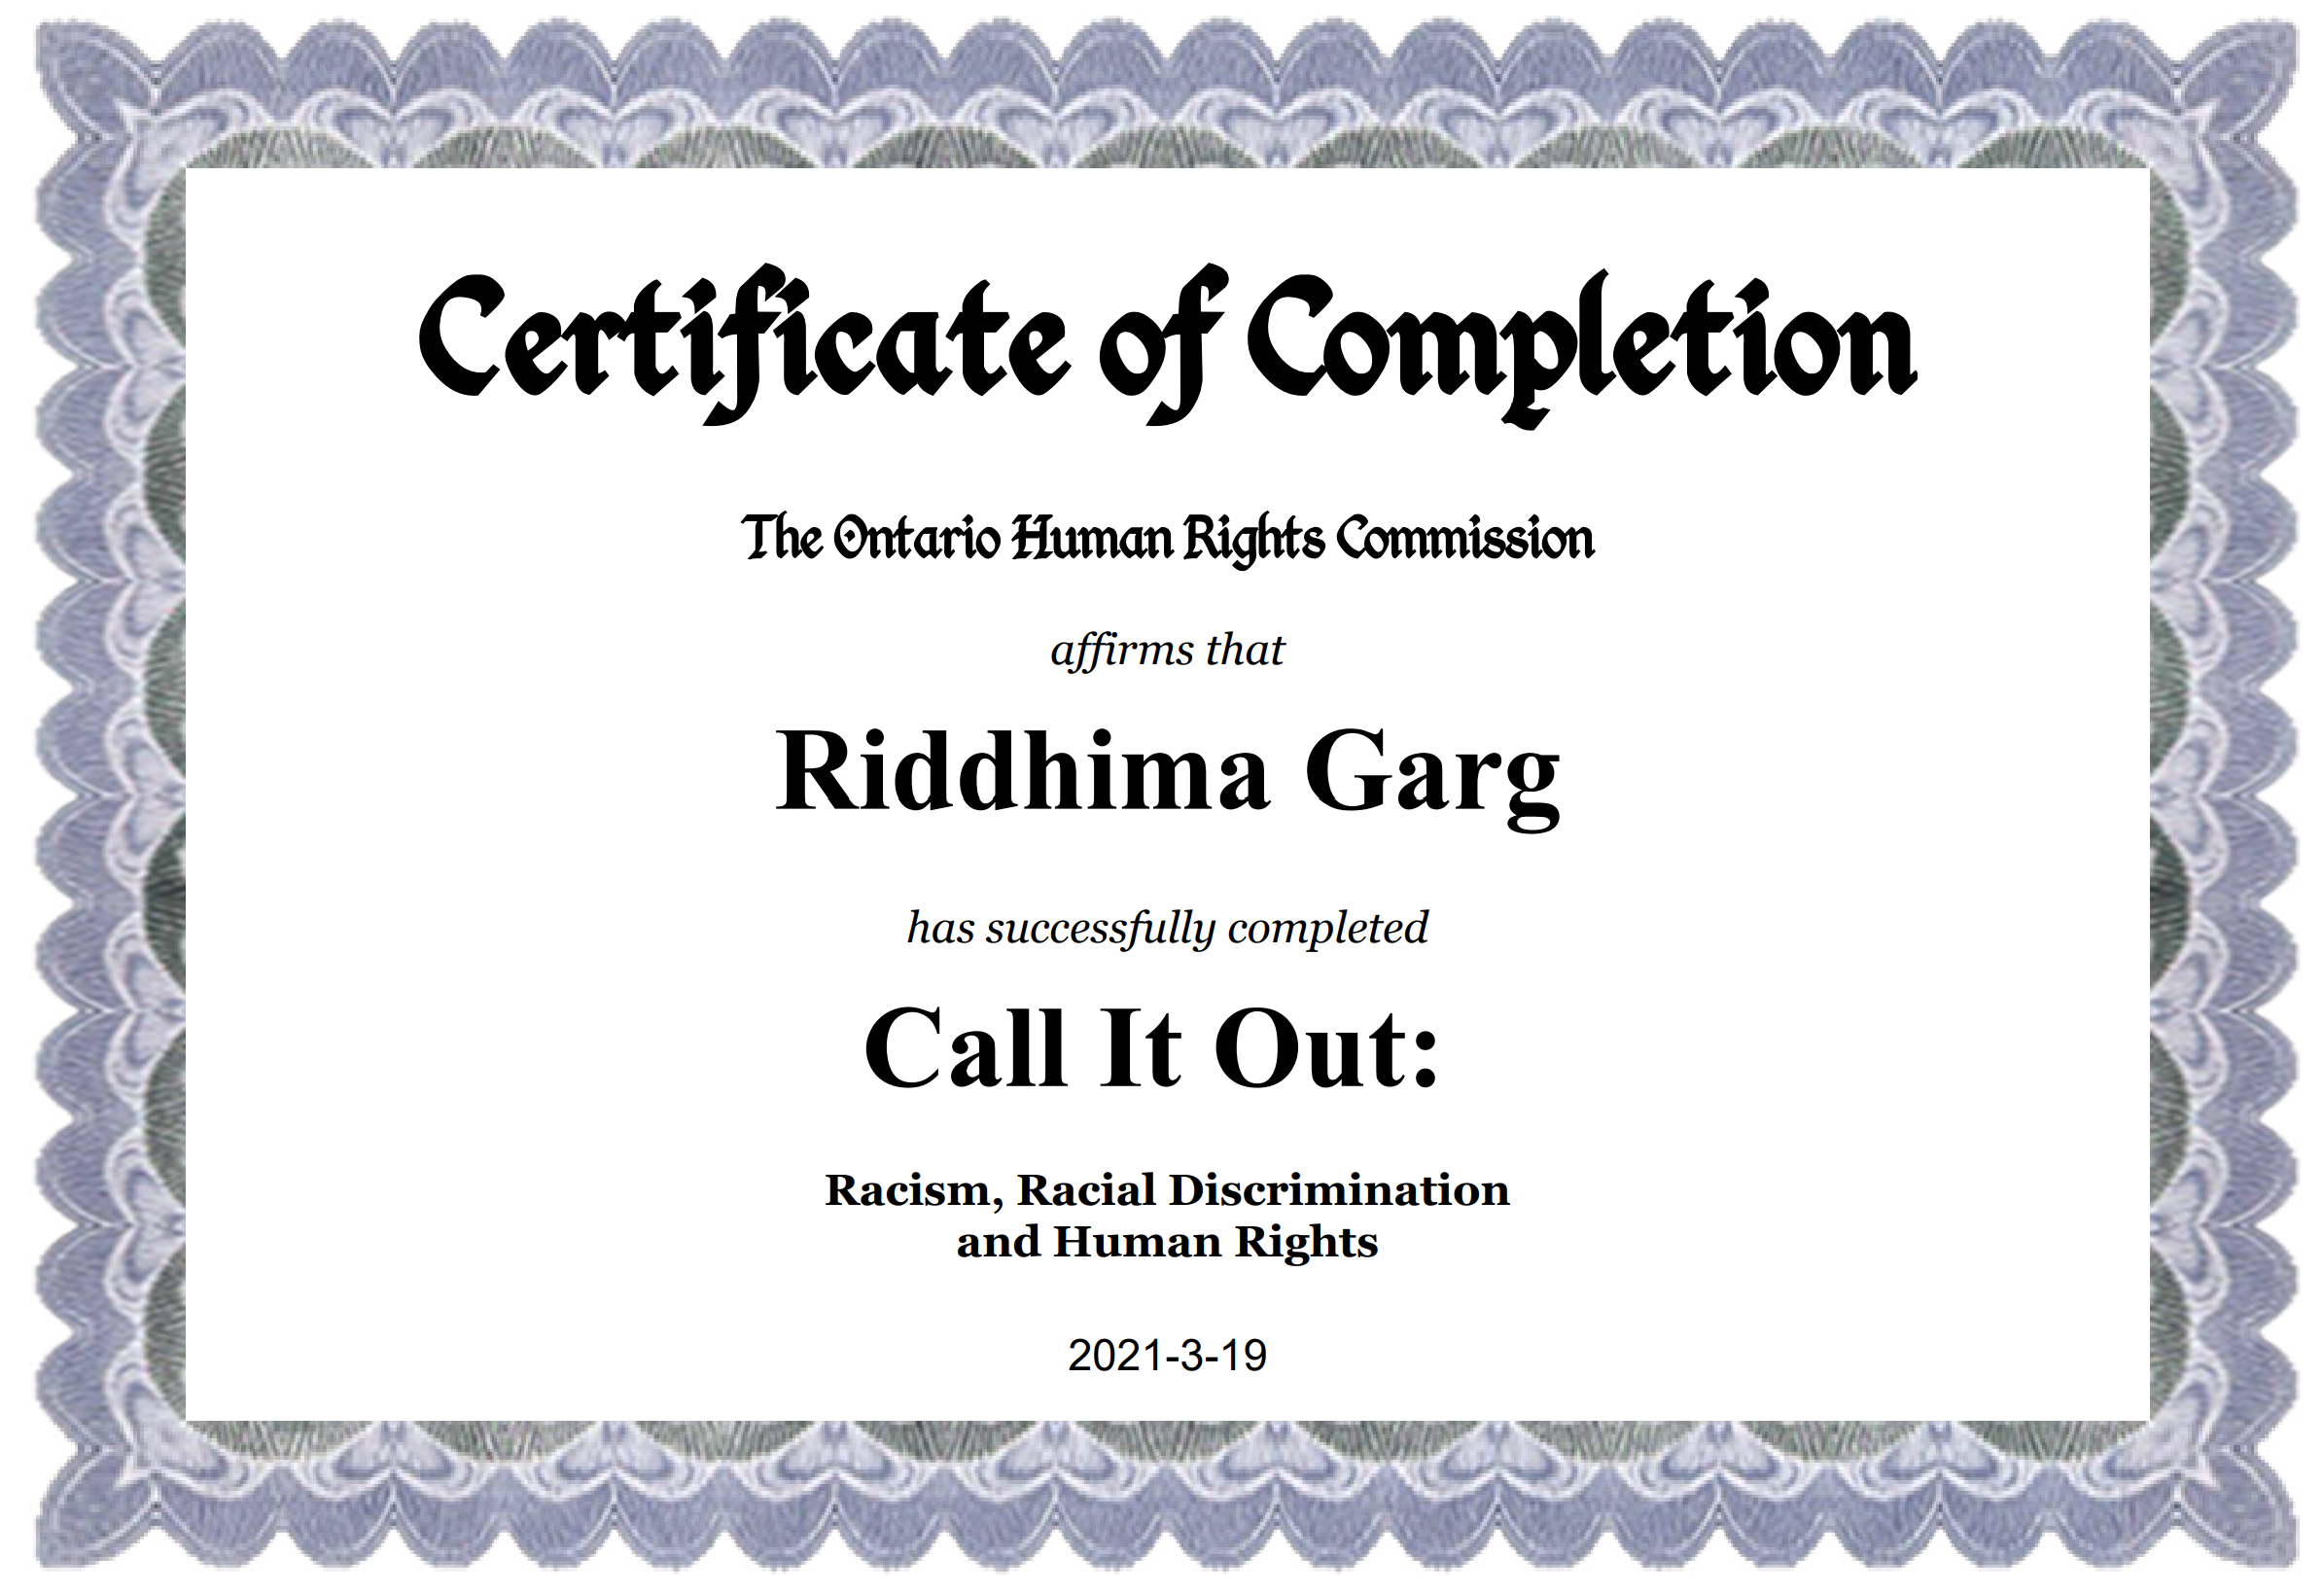 Certificate of Completion
The Ontario Human Rights Commission
affirms that
Riddhima Garg
has successfully completed
Call It Out:
Racism, Racial Discrimination
and Human Rights
2021-3-19